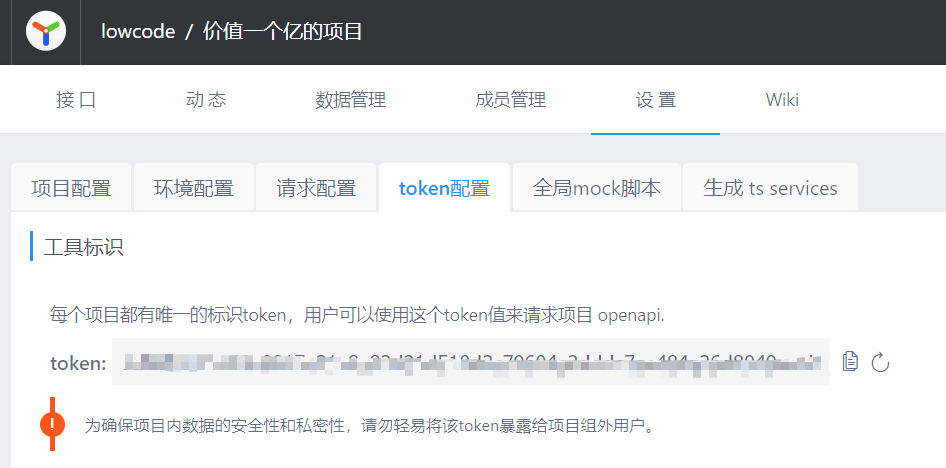 lowcode / 价值一个亿的项目
接 口 动 态 数据管理 成员管理 设 置 Wiki
项目配置 环境配置 请求配置 token配置 全局mock脚本 生成 ts services
工具标识
每个项目都有唯一的标识token，用户可以使用这个token值来请求项目 openapi.
token:
为确保项目内数据的安全性和私密性，请勿轻易将该token暴露给项目组外用户。